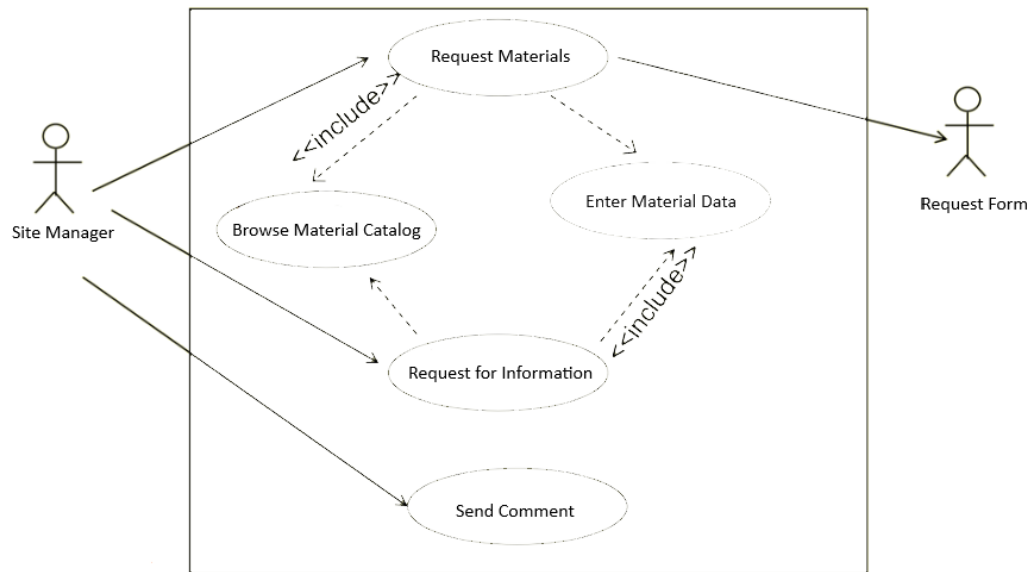 Request Materials
<<include>>
Site Manager
Browse Material Catalog
Enter Material Data
Request Form
<<include>>
Request for Information
Send Comment